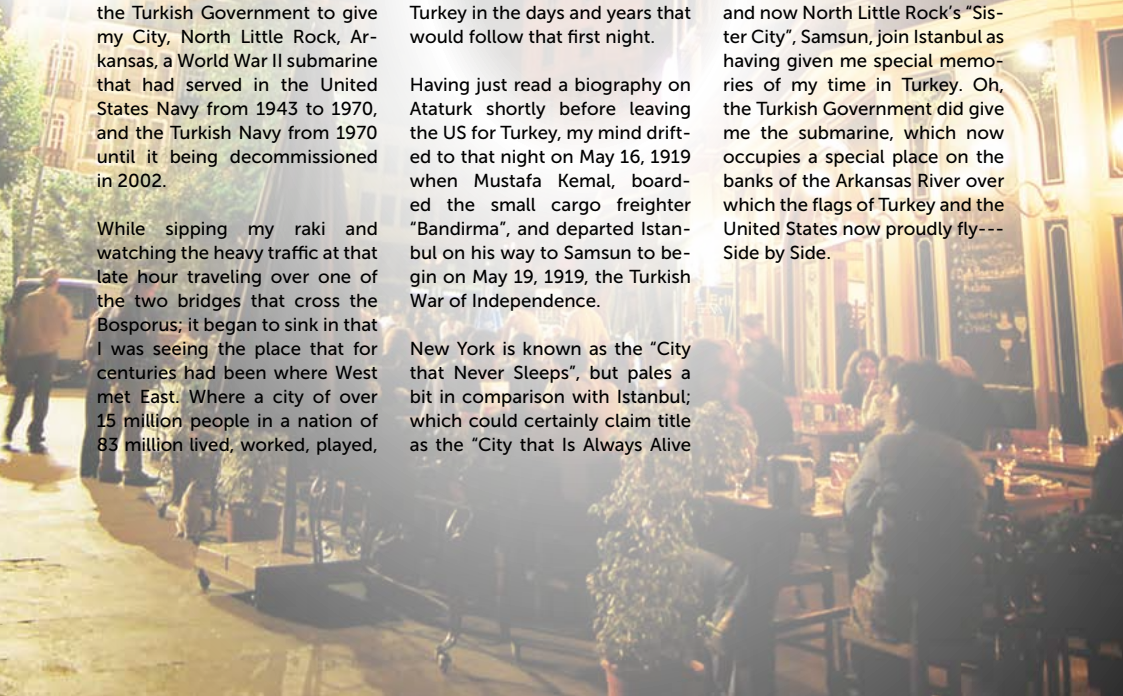 the Turkish Government to give
my City, North Little Rock, Ar-
kansas, a World War II submarine
that had served in the United
States Navy from 1943 to 1970,
and the Turkish Navy from 1970
until it being decommissioned
in 2002.
While sipping my raki and
watching the heavy traffic at that
late hour traveling over one of
the two bridges that cross the
Bosporus; it began to sink in that
I was seeing the place that for
centuries had been where West
met East. Where a city of over
15 million people in a nation of
83 million lived, worked, played,
Turkey in the days and years that
would follow that first night.
Having just read a biography on
Ataturk shortly before leaving
the US for Turkey, my mind drift-
ed to that night on May 16, 1919
when Mustafa Kemal, board-
ed the small cargo freighter
“Bandirma”, and departed Istan-
bul on his way to Samsun to be-
gin on May 19, 1919, the Turkish
War of Independence.
New York is known as the “City
that Never Sleeps”, but pales a
bit in comparison with Istanbul;
which could certainly claim title
as the “City that Is Always Alive
and now North Little Rock’s “Sis-
ter City”, Samsun, join Istanbul as
having given me special memo-
ries of my time in Turkey. Oh,
the Turkish Government did give
me the submarine, which now
occupies a special place on the
banks of the Arkansas River over
which the flags of Turkey and the
United States now proudly fly---
Side by Side.